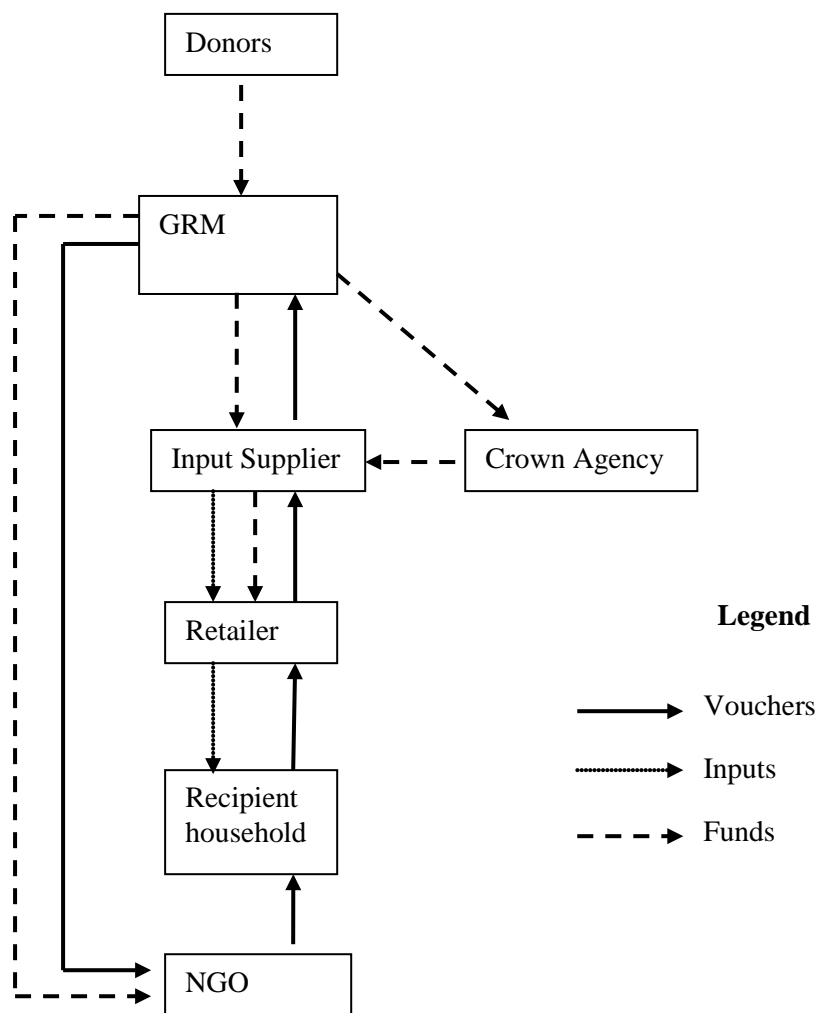 Donors
GRM
Input Supplier
Crown Agency
Retailer
Legend
Vouchers
Inputs
Recipient
household
Funds
NGO